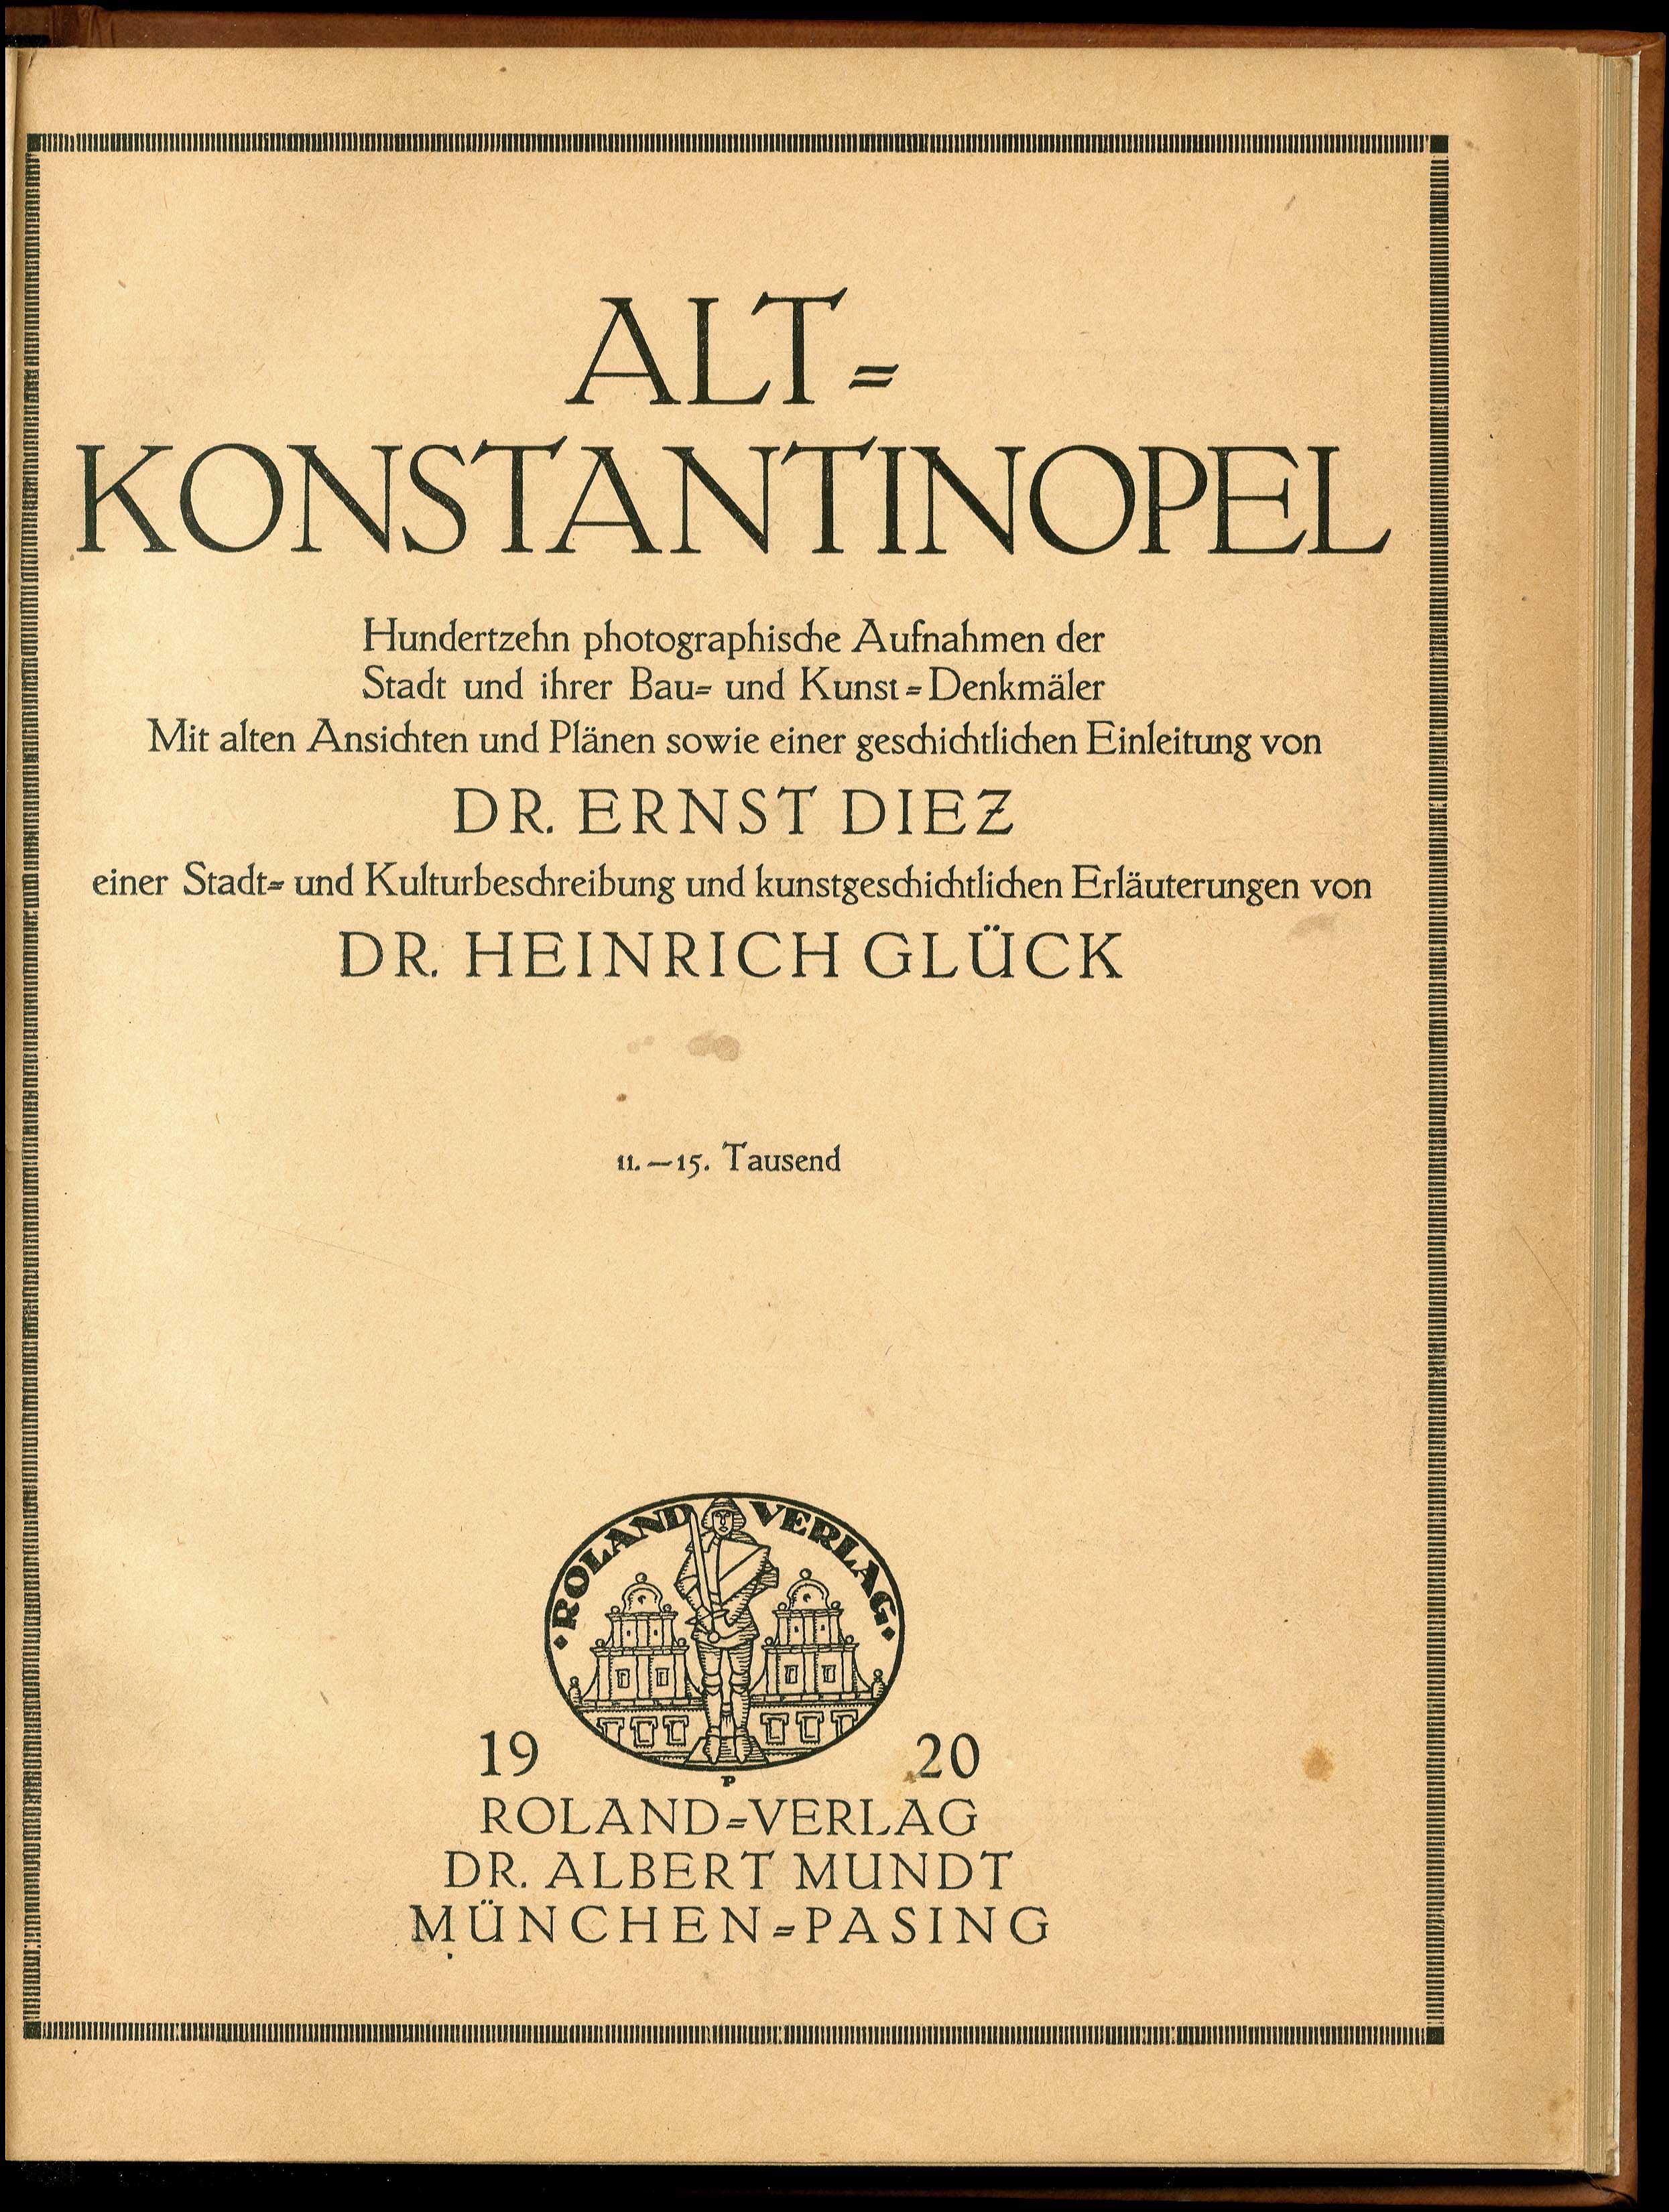 ALT=
KONSTANTINOPEL
Hundertzehn photographische Aufnahmen der
Stadt und ihrer Bau= und Kunst=Denkmäler
Mit alten Ansichten und Plänen sowie einer geschichtlichen Einleitung von
DR. ERNST DIEZ
einer Stadt= und Kulturbeschreibung und kunstgeschichtlichen Erläuterungen von
DR. HEINRICH GLÜCK
11.—15. Tausend
·ROLAND VERLAG·
19 20
P
ROLAND=VERLAG
DR. ALBERT MUNDT
MÜNCHEN=PASING